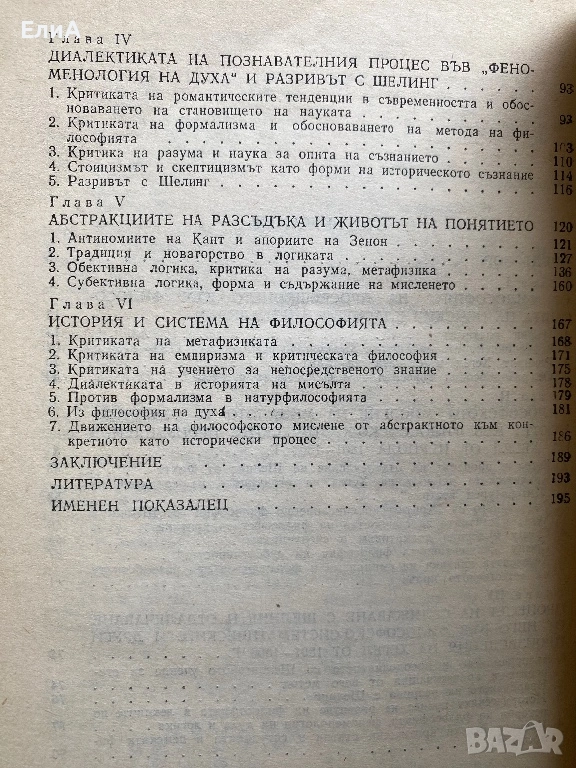 ЕлиА
Глава IV
ДИАЛЕКТИКАТА НА ПОЗНАВАТЕЛНИЯ ПРОЦЕС ВЪВ „ФЕНО-
МЕНОЛОГИЯ НА ДУХА“ И РАЗРИВЪТ С ШЕЛИНГ . . . . . . 93
1. Критиката на романтическите тенденции в съвременността и обос-
новаването на становището на науката . . . . . . . . . . 93
2. Критиката на формализма и обосноваването на метода на фи-
лософията . . . . . . . . . . 103
3. Критика на разума и наука за опита на съзнанието . . . . . . 110
4. Стоицизмът и скептицизмът като форми на историческото съзнание 114
5. Разривът с Шелинг . . . . . . . . . . 116
Глава V
АБСТРАКЦИИТЕ НА РАЗСЪДЪКА И ЖИВОТЪТ НА ПОНЯТИЕТО 120
1. Антиномиите на Кант и апориите на Зенон . . . . . . . . 121
2. Традиция и новаторство в логиката . . . . . . . . . . 127
3. Обективна логика, критика на разума, метафизика . . . . . . 136
4. Субективна логика, форма и съдържание на мисленето . . . . 160
Глава VI
ИСТОРИЯ И СИСТЕМА НА ФИЛОСОФИЯТА . . . . . . . . 167
1. Критиката на метафизиката . . . . . . . . . . 168
2. Критиката на емпиризма и критическата философия . . . . . . 171
3. Критиката на учението за непосредственото знание . . . . . . 175
4. Диалектиката в историята на мисълта . . . . . . . . . . 178
5. Против формализма в натурфилософията . . . . . . . . . . 179
6. Из философия на духа . . . . . . . . . . 181
7. Движението на философското мислене от абстрактното към кон-
кретното като исторически процес . . . . . . . . . . 186
ЗАКЛЮЧЕНИЕ . . . . . . . . . . 189
ЛИТЕРАТУРА . . . . . . . . . . 193
ИМЕНЕН ПОКАЗАЛЕЦ . . . . . . . . . . 195
BAZAR
bg